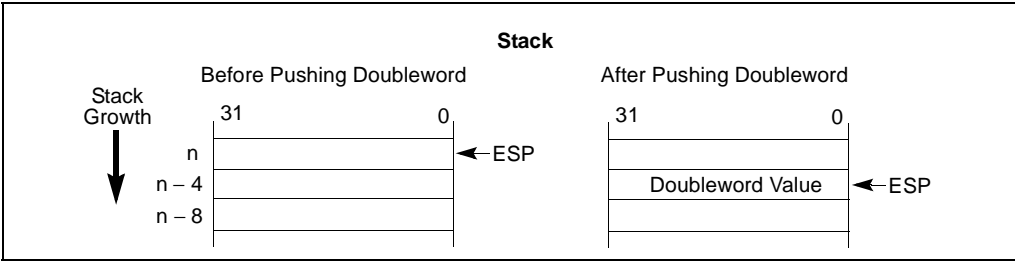 Stack
Before Pushing Doubleword
After Pushing Doubleword
Stack
Growth
31 0
31 0
n
ESP
n – 4
Doubleword Value
ESP
n – 8